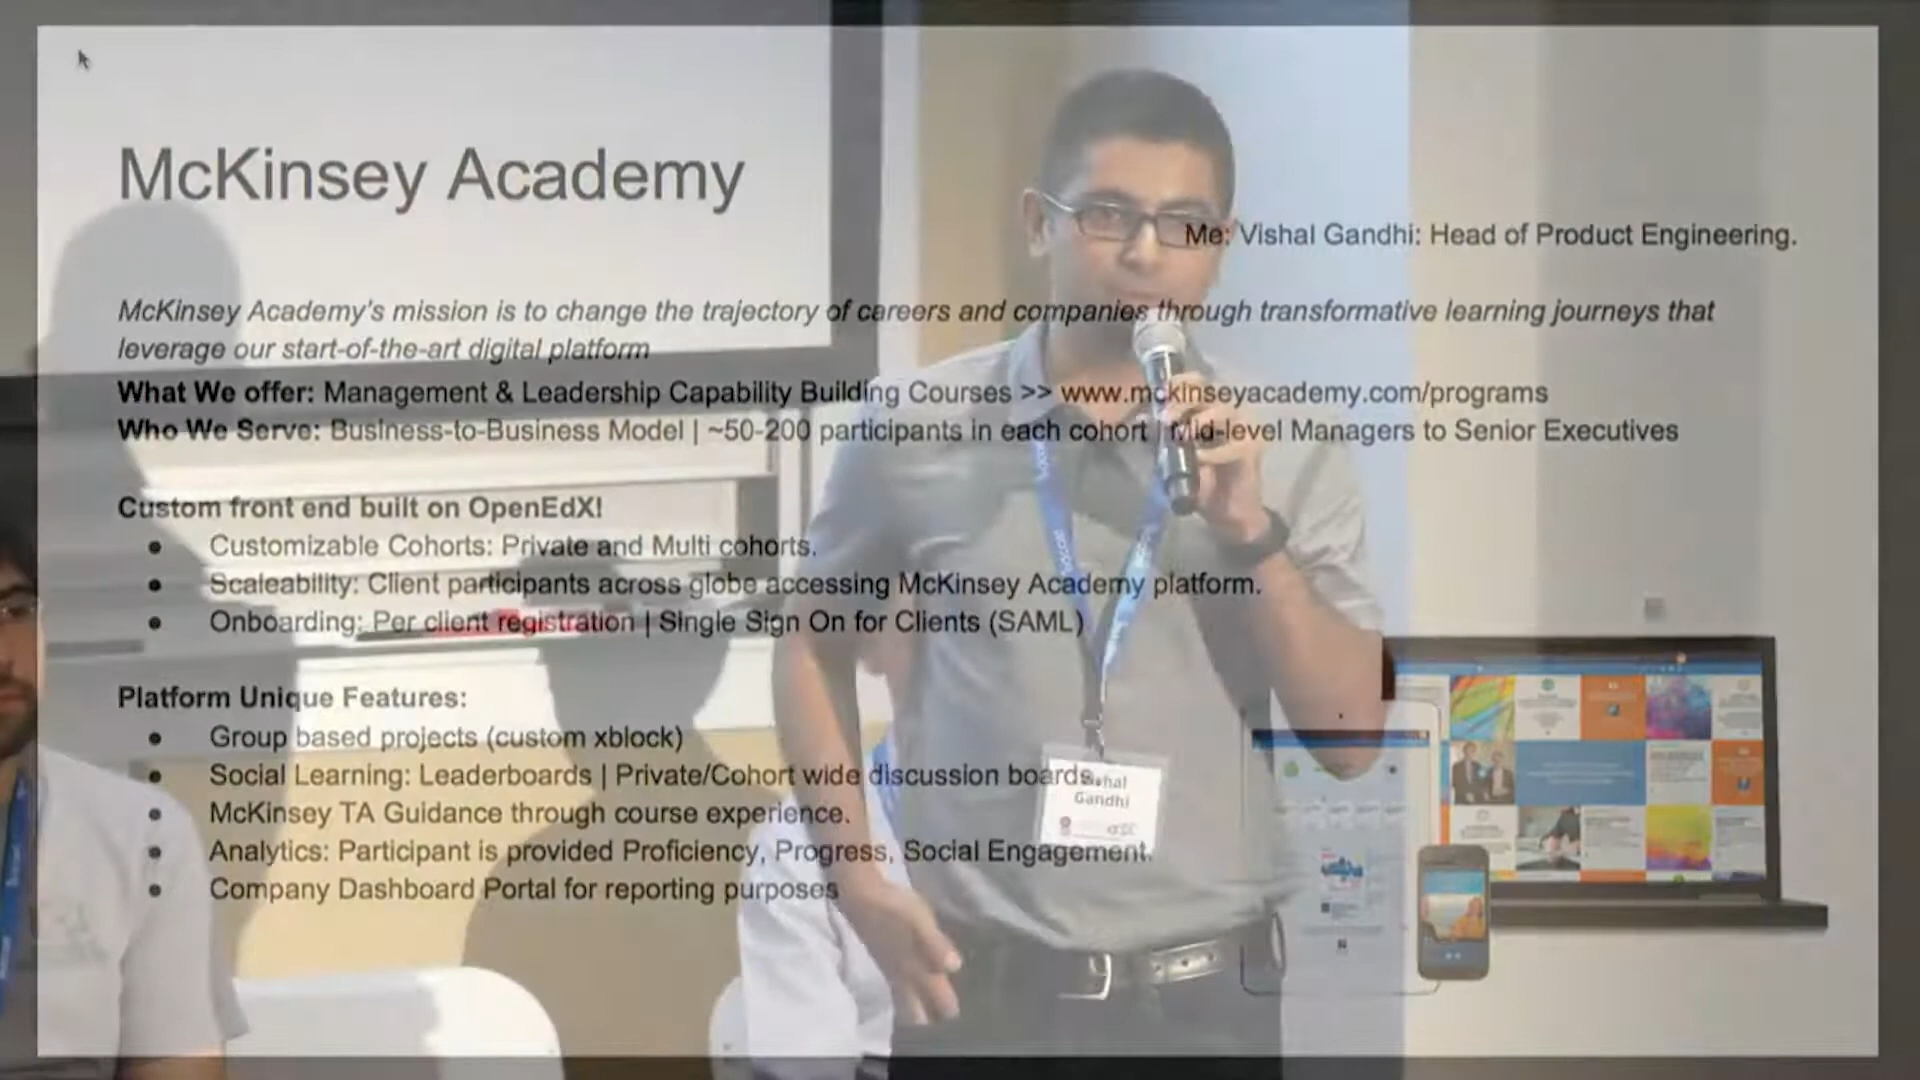 McKinsey Academy
Me: Vishal Gandhi: Head of Product Engineering.
McKinsey Academy's mission is to change the trajectory of careers and companies through transformative learning journeys that
leverage our start-of-the-art digital platform
What We offer: Management & Leadership Capability Building Courses >> www.mckinseyacademy.com/programs
Who We Serve: Business-to-Business Model | ~50-200 participants in each cohort | Mid-level Managers to Senior Executives
Custom front end built on OpenEdX!
● Customizable Cohorts: Private and Multi cohorts.
● Scaleability: Client participants across globe accessing McKinsey Academy platform.
● Onboarding: Per client registration | Single Sign On for Clients (SAML)
Platform Unique Features:
● Group based projects (custom xblock)
● Social Learning: Leaderboards | Private/Cohort wide discussion boards.
● McKinsey TA Guidance through course experience.
● Analytics: Participant is provided Proficiency, Progress, Social Engagement.
● Company Dashboard Portal for reporting purposes
Gandhi